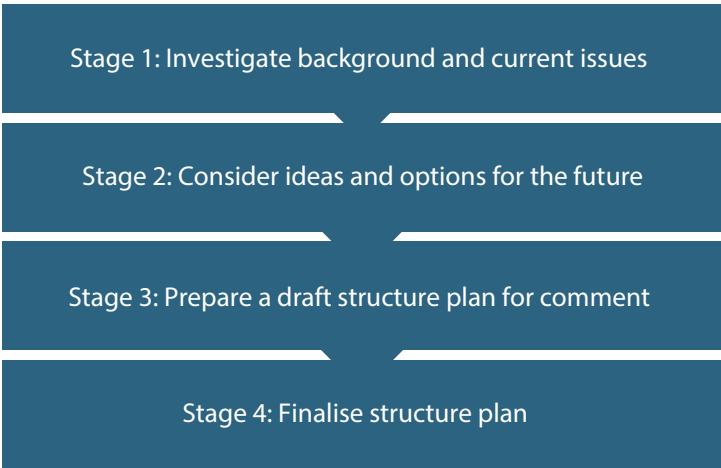 Stage 1: Investigate background and current issues
Stage 2: Consider ideas and options for the future
Stage 3: Prepare a draft structure plan for comment
Stage 4: Finalise structure plan